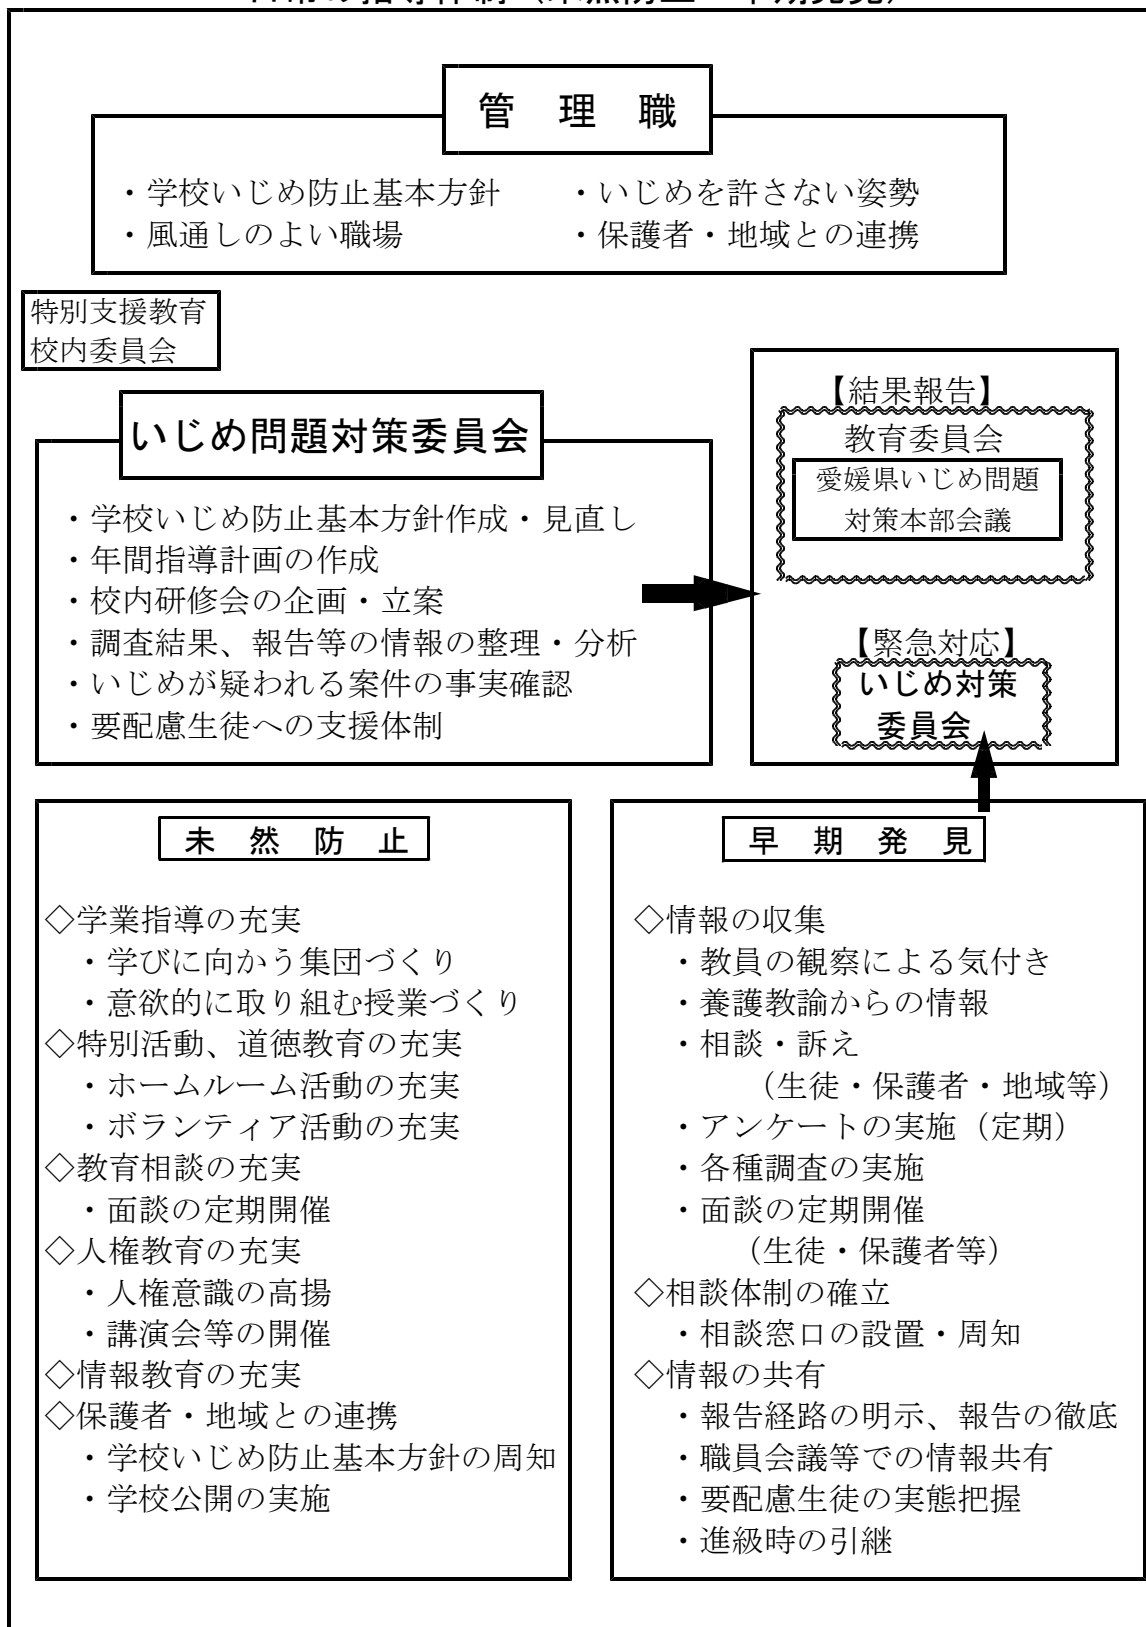 日常の指導体制（未然防止・早期発見）
管　理　職
・学校いじめ防止基本方針　　・いじめを許さない姿勢
・風通しのよい職場　　・保護者・地域との連携
特別支援教育
校内委員会
いじめ問題対策委員会
・学校いじめ防止基本方針作成・見直し
・年間指導計画の作成
・校内研修会の企画・立案
・調査結果、報告等の情報の整理・分析
・いじめが疑われる案件の事実確認
・要配慮生徒への支援体制
【結果報告】
教育委員会
愛媛県いじめ問題
対策本部会議
【緊急対応】
いじめ対策
委員会
未　然　防　止
◇学業指導の充実
・学びに向かう集団づくり
・意欲的に取り組む授業づくり
◇特別活動、道徳教育の充実
・ホームルーム活動の充実
・ボランティア活動の充実
◇教育相談の充実
・面談の定期開催
◇人権教育の充実
・人権意識の高揚
・講演会等の開催
◇情報教育の充実
◇保護者・地域との連携
・学校いじめ防止基本方針の周知
・学校公開の実施
早　期　発　見
◇情報の収集
・教員の観察による気付き
・養護教諭からの情報
・相談・訴え
（生徒・保護者・地域等）
・アンケートの実施（定期）
・各種調査の実施
・面談の定期開催
（生徒・保護者等）
◇相談体制の確立
・相談窓口の設置・周知
◇情報の共有
・報告経路の明示、報告の徹底
・職員会議等での情報共有
・要配慮生徒の実態把握
・進級時の引継